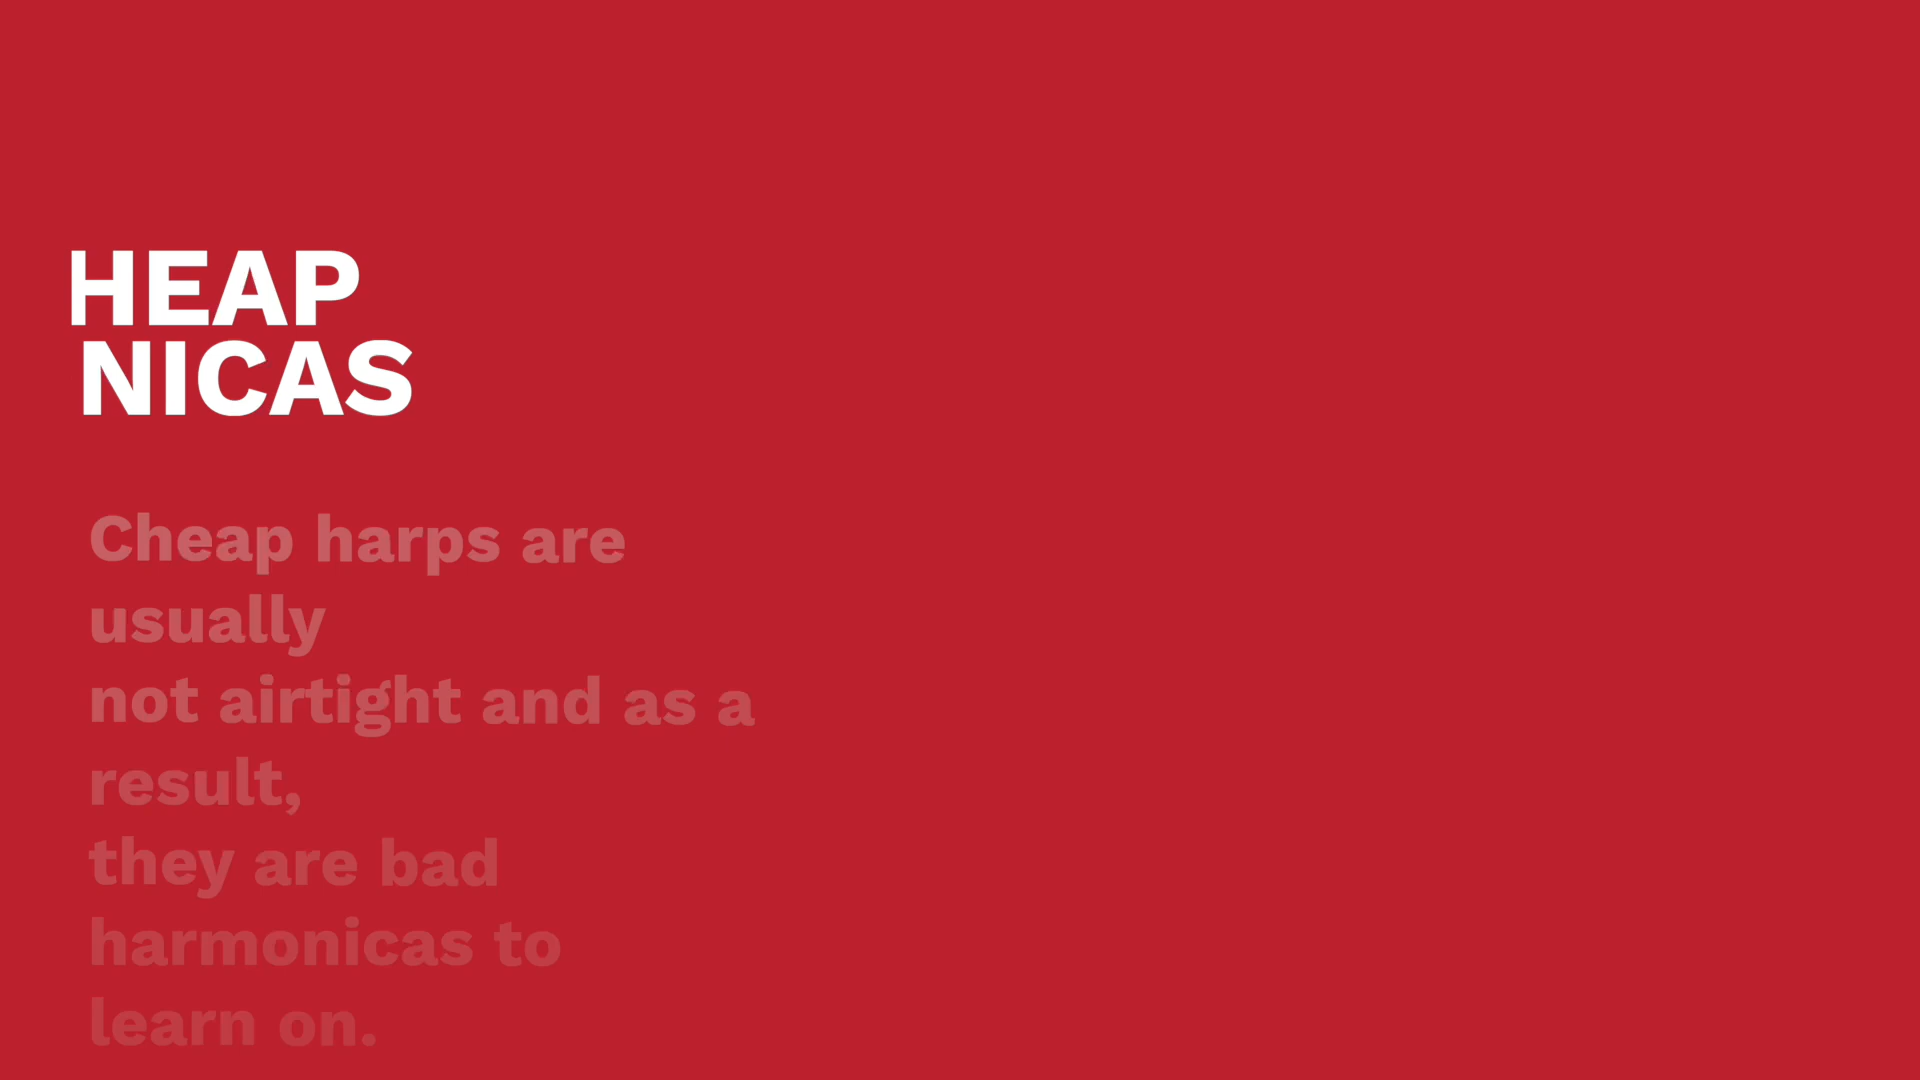 HEAP
NICAS
Cheap harps are
usually
not airtight and as a
result,
they are bad
harmonicas to
learn on.